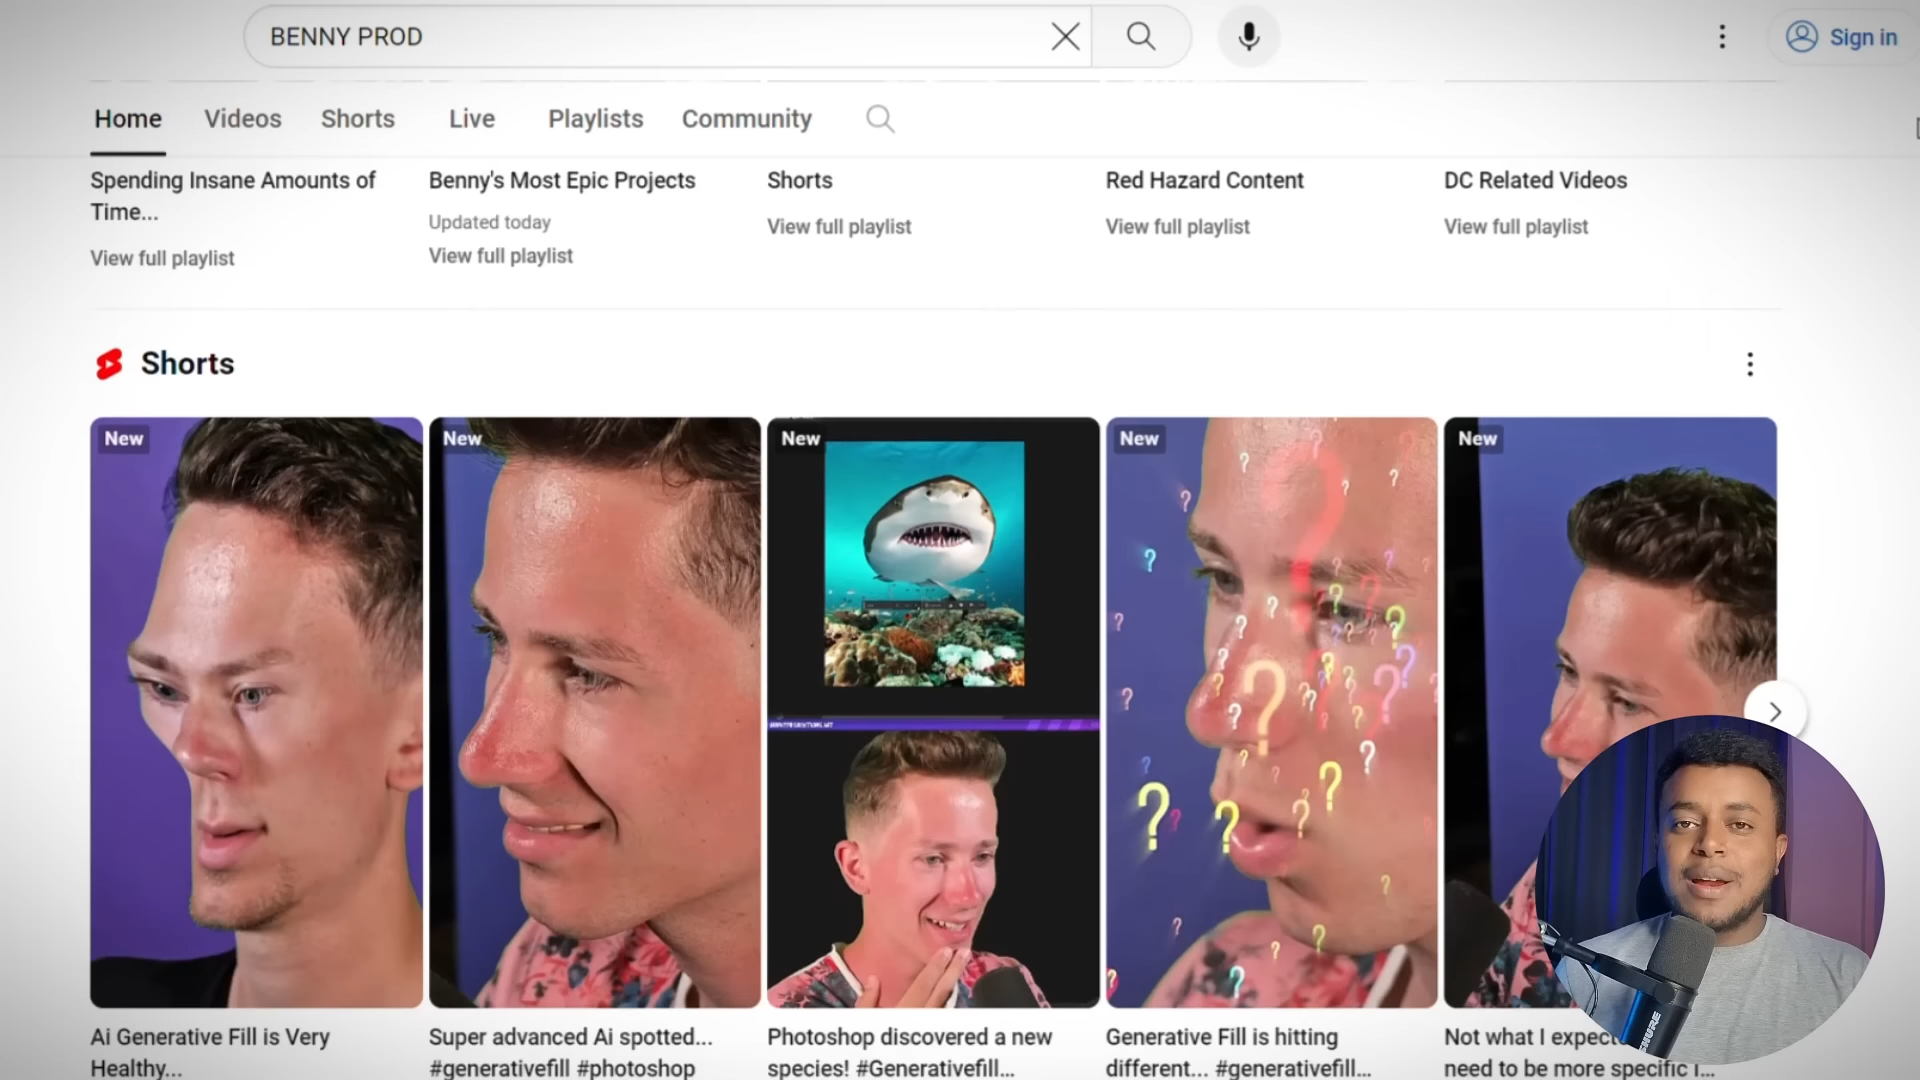 BENNY PROD
Sign in
Home
Videos
Shorts
Live
Playlists
Community
Spending Insane Amounts of
Time...
View full playlist
Benny's Most Epic Projects
Updated today
View full playlist
Shorts
View full playlist
Red Hazard Content
View full playlist
DC Related Videos
View full playlist
Shorts
New
New
New
New
New
Ai Generative Fill is Very
Healthy...
Super advanced Ai spotted...
#generativefill #photoshop
Photoshop discovered a new
species! #Generativefill...
Generative Fill is hitting
different... #generativefill...
Not what I
need to be more specific
SHURE